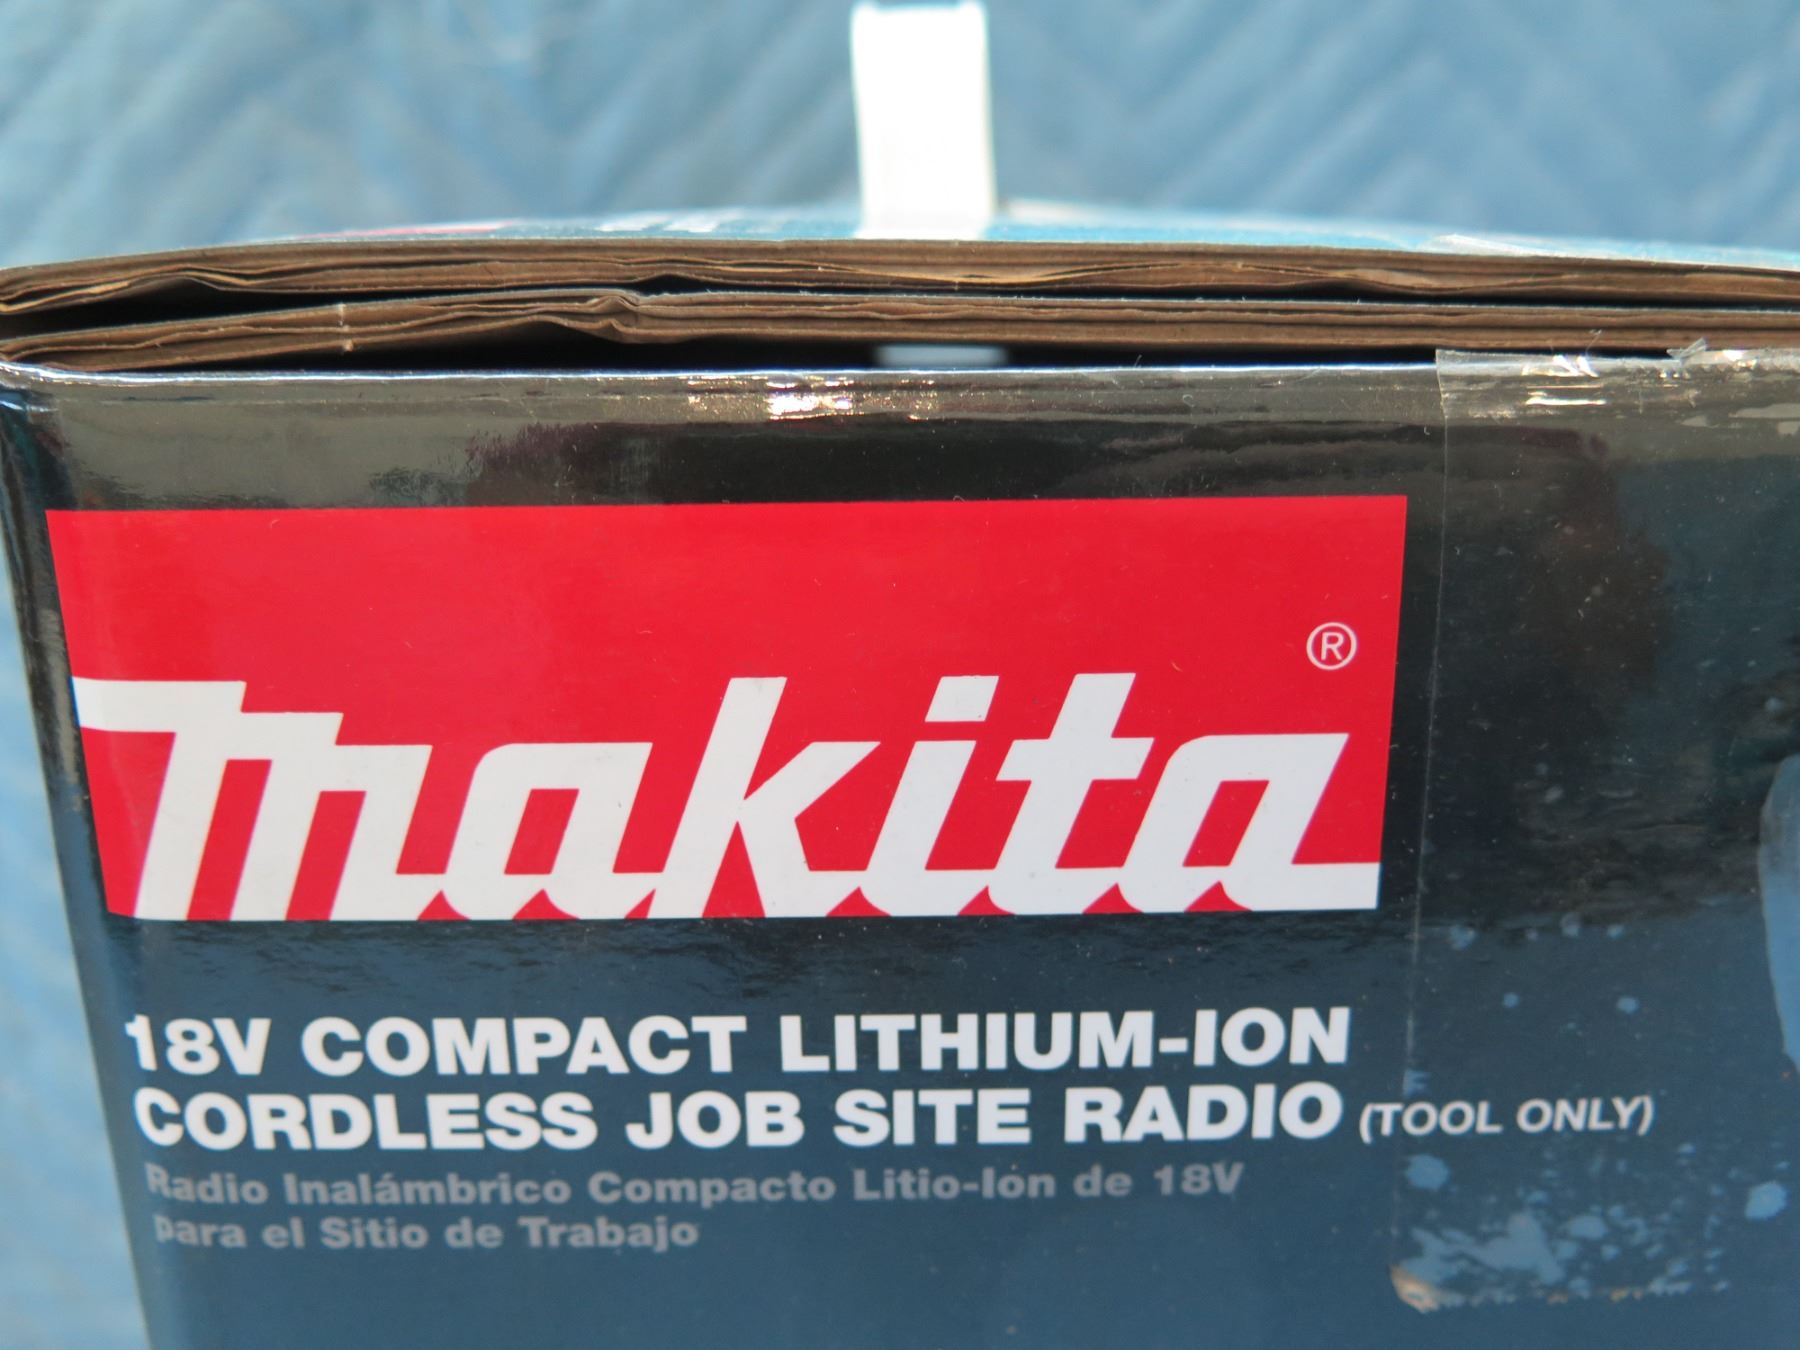 makita®
18V COMPACT LITHIUM-ION
CORDLESS JOB SITE RADIO (TOOL ONLY)
Radio Inalámbrico Compacto Litio-Ión de 18V
para el Sitio de Trabajo